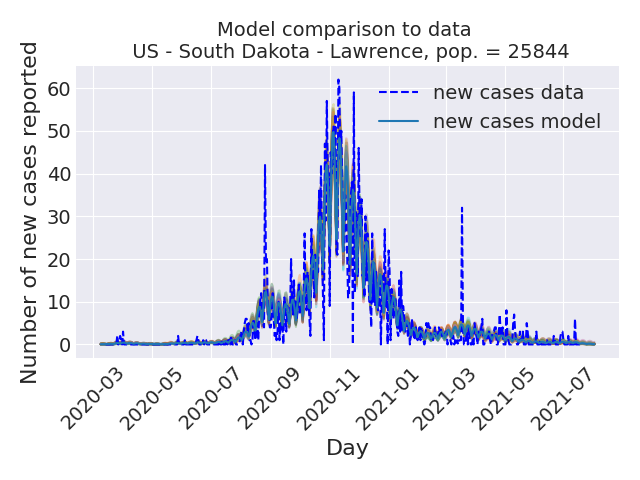 Model comparison to data
US - South Dakota - Lawrence, pop. = 25844
Number of new cases reported
60
50
40
30
20
10
0
new cases data
new cases model
2020-03
2020-05
2020-07
2020-09
2020-11
2021-01
2021-03
2021-05
2021-07
Day